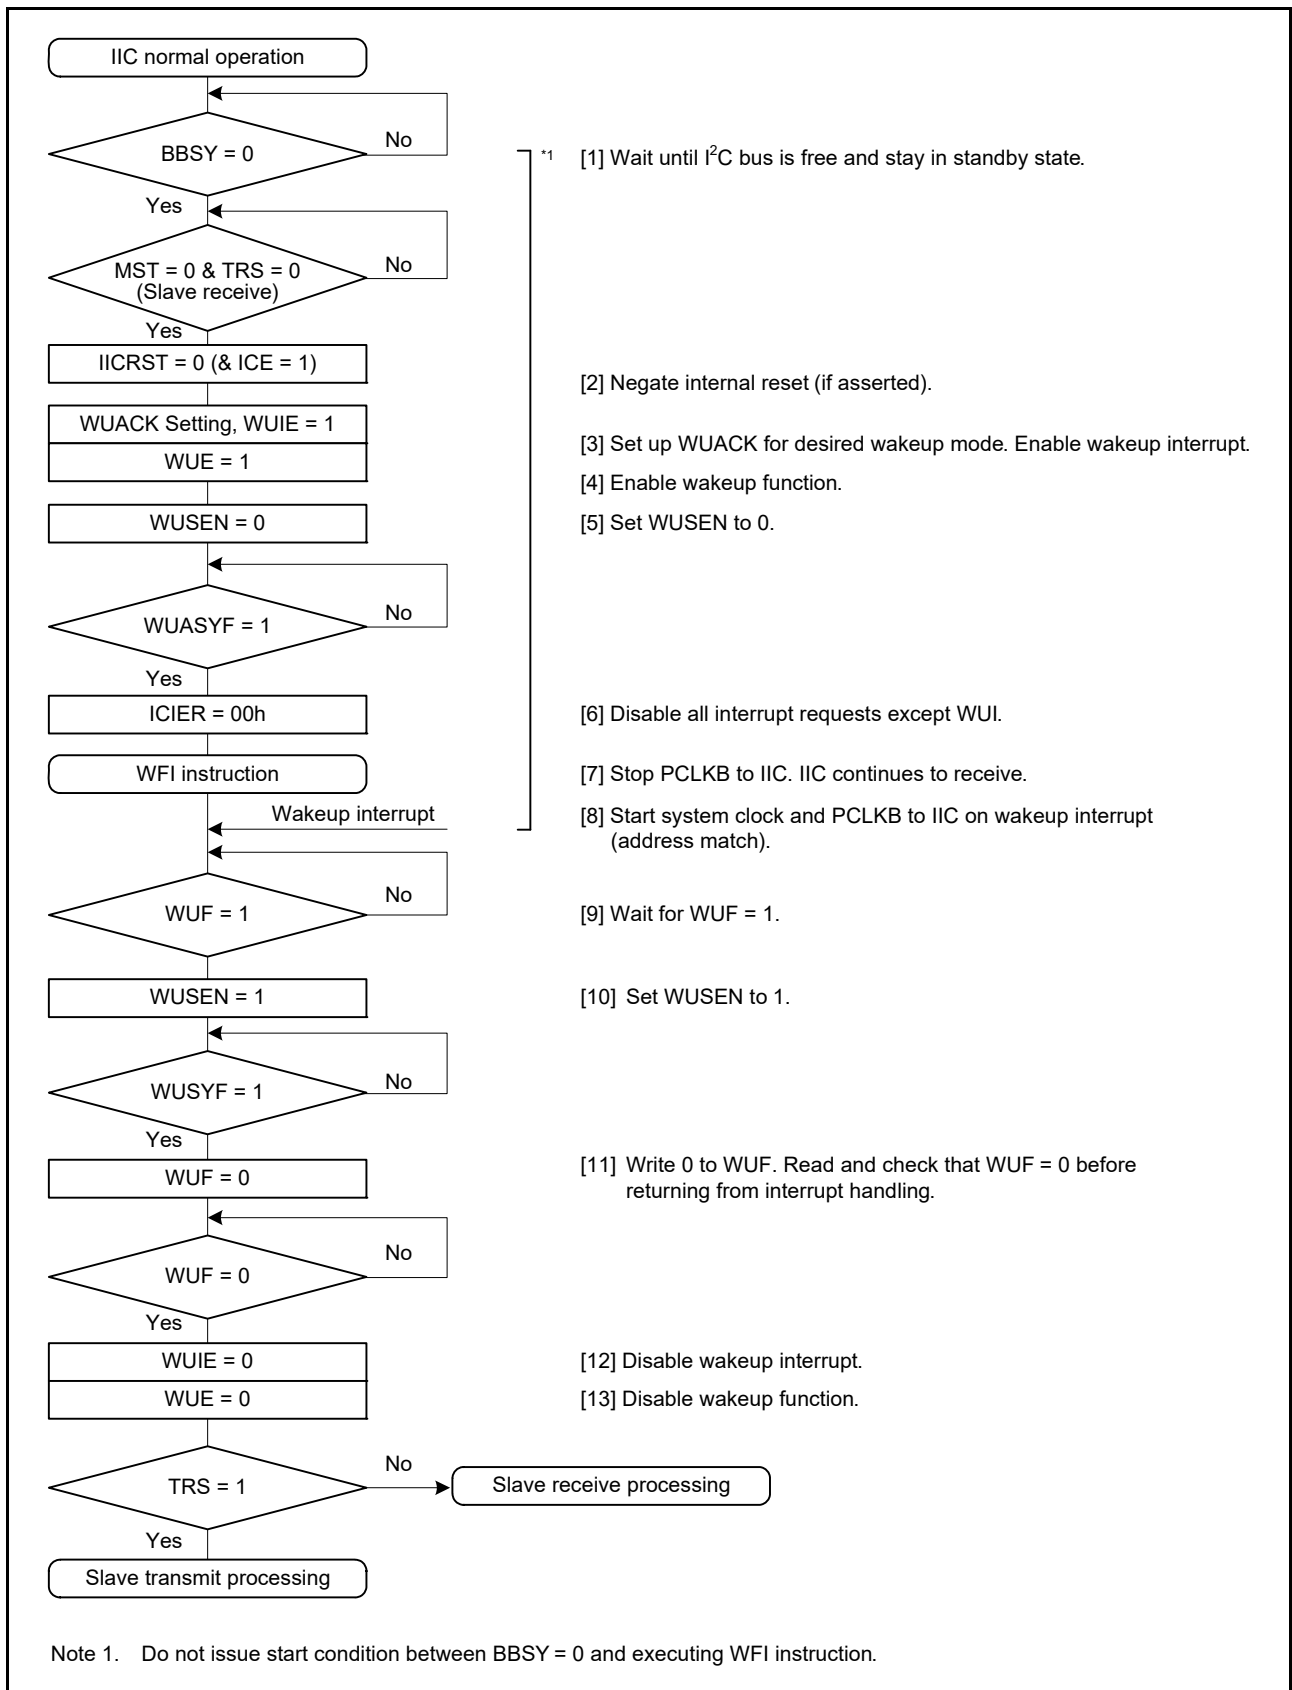 IIC normal operation
BBSY = 0
No
*1
[1] Wait until I²C bus is free and stay in standby state.
Yes
MST = 0 & TRS = 0
(Slave receive)
No
Yes
IICRST = 0 (& ICE = 1)
[2] Negate internal reset (if asserted).
WUACK Setting, WUIE = 1
[3] Set up WUACK for desired wakeup mode. Enable wakeup interrupt.
WUE = 1
[4] Enable wakeup function.
WUSEN = 0
[5] Set WUSEN to 0.
WUASYF = 1
No
Yes
ICIER = 00h
[6] Disable all interrupt requests except WUI.
WFI instruction
[7] Stop PCLKB to IIC. IIC continues to receive.
Wakeup interrupt
[8] Start system clock and PCLKB to IIC on wakeup interrupt
(address match).
WUF = 1
No
[9] Wait for WUF = 1.
WUSEN = 1
[10] Set WUSEN to 1.
WUSYF = 1
No
Yes
WUF = 0
[11] Write 0 to WUF. Read and check that WUF = 0 before
returning from interrupt handling.
WUF = 0
No
Yes
WUIE = 0
[12] Disable wakeup interrupt.
WUE = 0
[13] Disable wakeup function.
TRS = 1
No
Slave receive processing
Yes
Slave transmit processing
Note 1. Do not issue start condition between BBSY = 0 and executing WFI instruction.